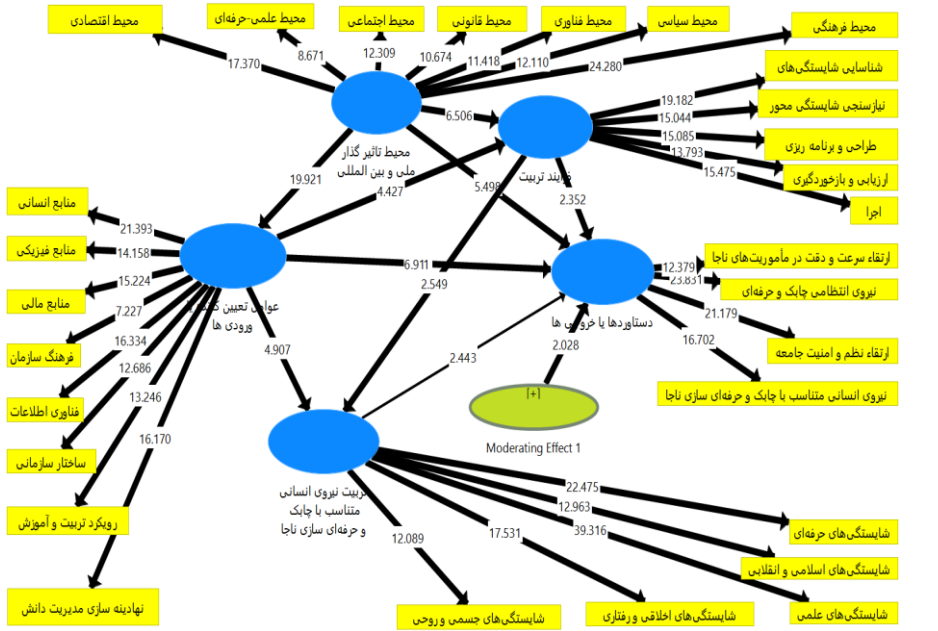 محیط اقتصادی
محیط علمی-حرفه‌ای
محیط اجتماعی
محیط قانونی
محیط فناوری
محیط سیاسی
محیط فرهنگی
17.370
8.671
12.309
10.674
11.418
12.110
24.280
شناسایی شایستگی‌های
نیازسنجی شایستگی محور
طراحی و برنامه ریزی
ارزیابی و بازخوردگیری
اجرا
19.182
15.044
15.085
13.793
15.475
6.506
محیط تاثیر گذار
ملی و بین المللی
فرایند تربیت
19.921
4.427
5.498
2.352
منابع انسانی
منابع فیزیکی
منابع مالی
فرهنگ سازمان
فناوری اطلاعات
ساختار سازمانی
رویکرد تربیت و آموزش
نهادینه سازی مدیریت دانش
21.393
14.158
15.224
7.227
16.334
12.686
13.246
16.170
عوامل تعیین
ورودی ها
6.911
2.549
4.907
2.443
2.028
دستاوردها یا خروجی ها
12.379
23.831
21.179
16.702
ارتقاء سرعت و دقت در مأموریت‌های ناجا
نیروی انتظامی چابک و حرفه‌ای
ارتقاء نظم و امنیت جامعه
نیروی انسانی متناسب با چابک و حرفه‌ای سازی ناجا
[+]
Moderating Effect 1
تربیت نیروی انسانی
متناسب با چابک
و حرفه‌ای سازی ناجا
22.475
12.963
39.316
17.531
12.089
شایستگی‌های حرفه‌ای
شایستگی‌های اسلامی و انقلابی
شایستگی‌های علمی
شایستگی‌های اخلاقی و رفتاری
شایستگی‌های جسمی و روحی